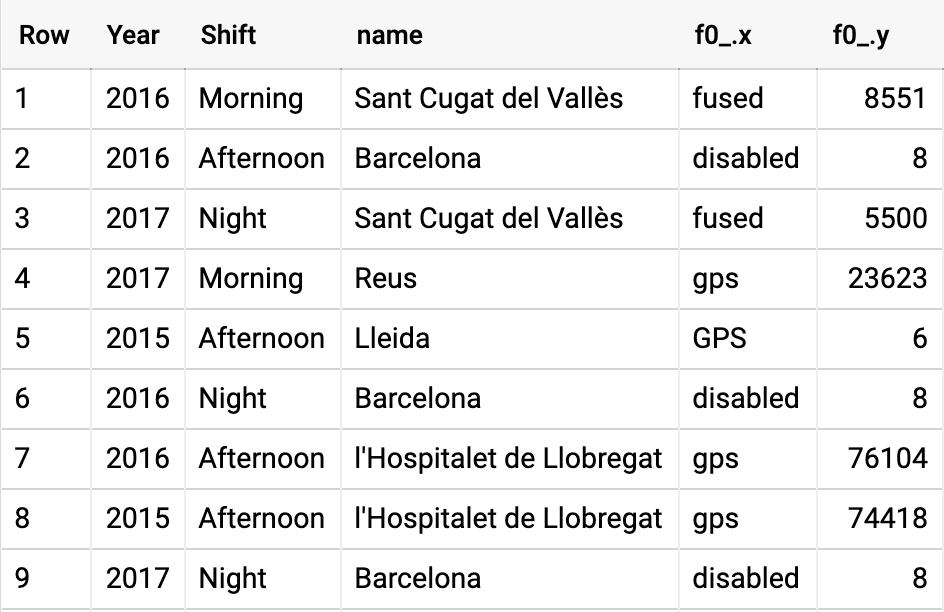 Row Year Shift name f0_.x f0_.y
1 2016 Morning Sant Cugat del Vallès fused 8551
2 2016 Afternoon Barcelona disabled 8
3 2017 Night Sant Cugat del Vallès fused 5500
4 2017 Morning Reus gps 23623
5 2015 Afternoon Lleida GPS 6
6 2016 Night Barcelona disabled 8
7 2016 Afternoon l'Hospitalet de Llobregat gps 76104
8 2015 Afternoon l'Hospitalet de Llobregat gps 74418
9 2017 Night Barcelona disabled 8